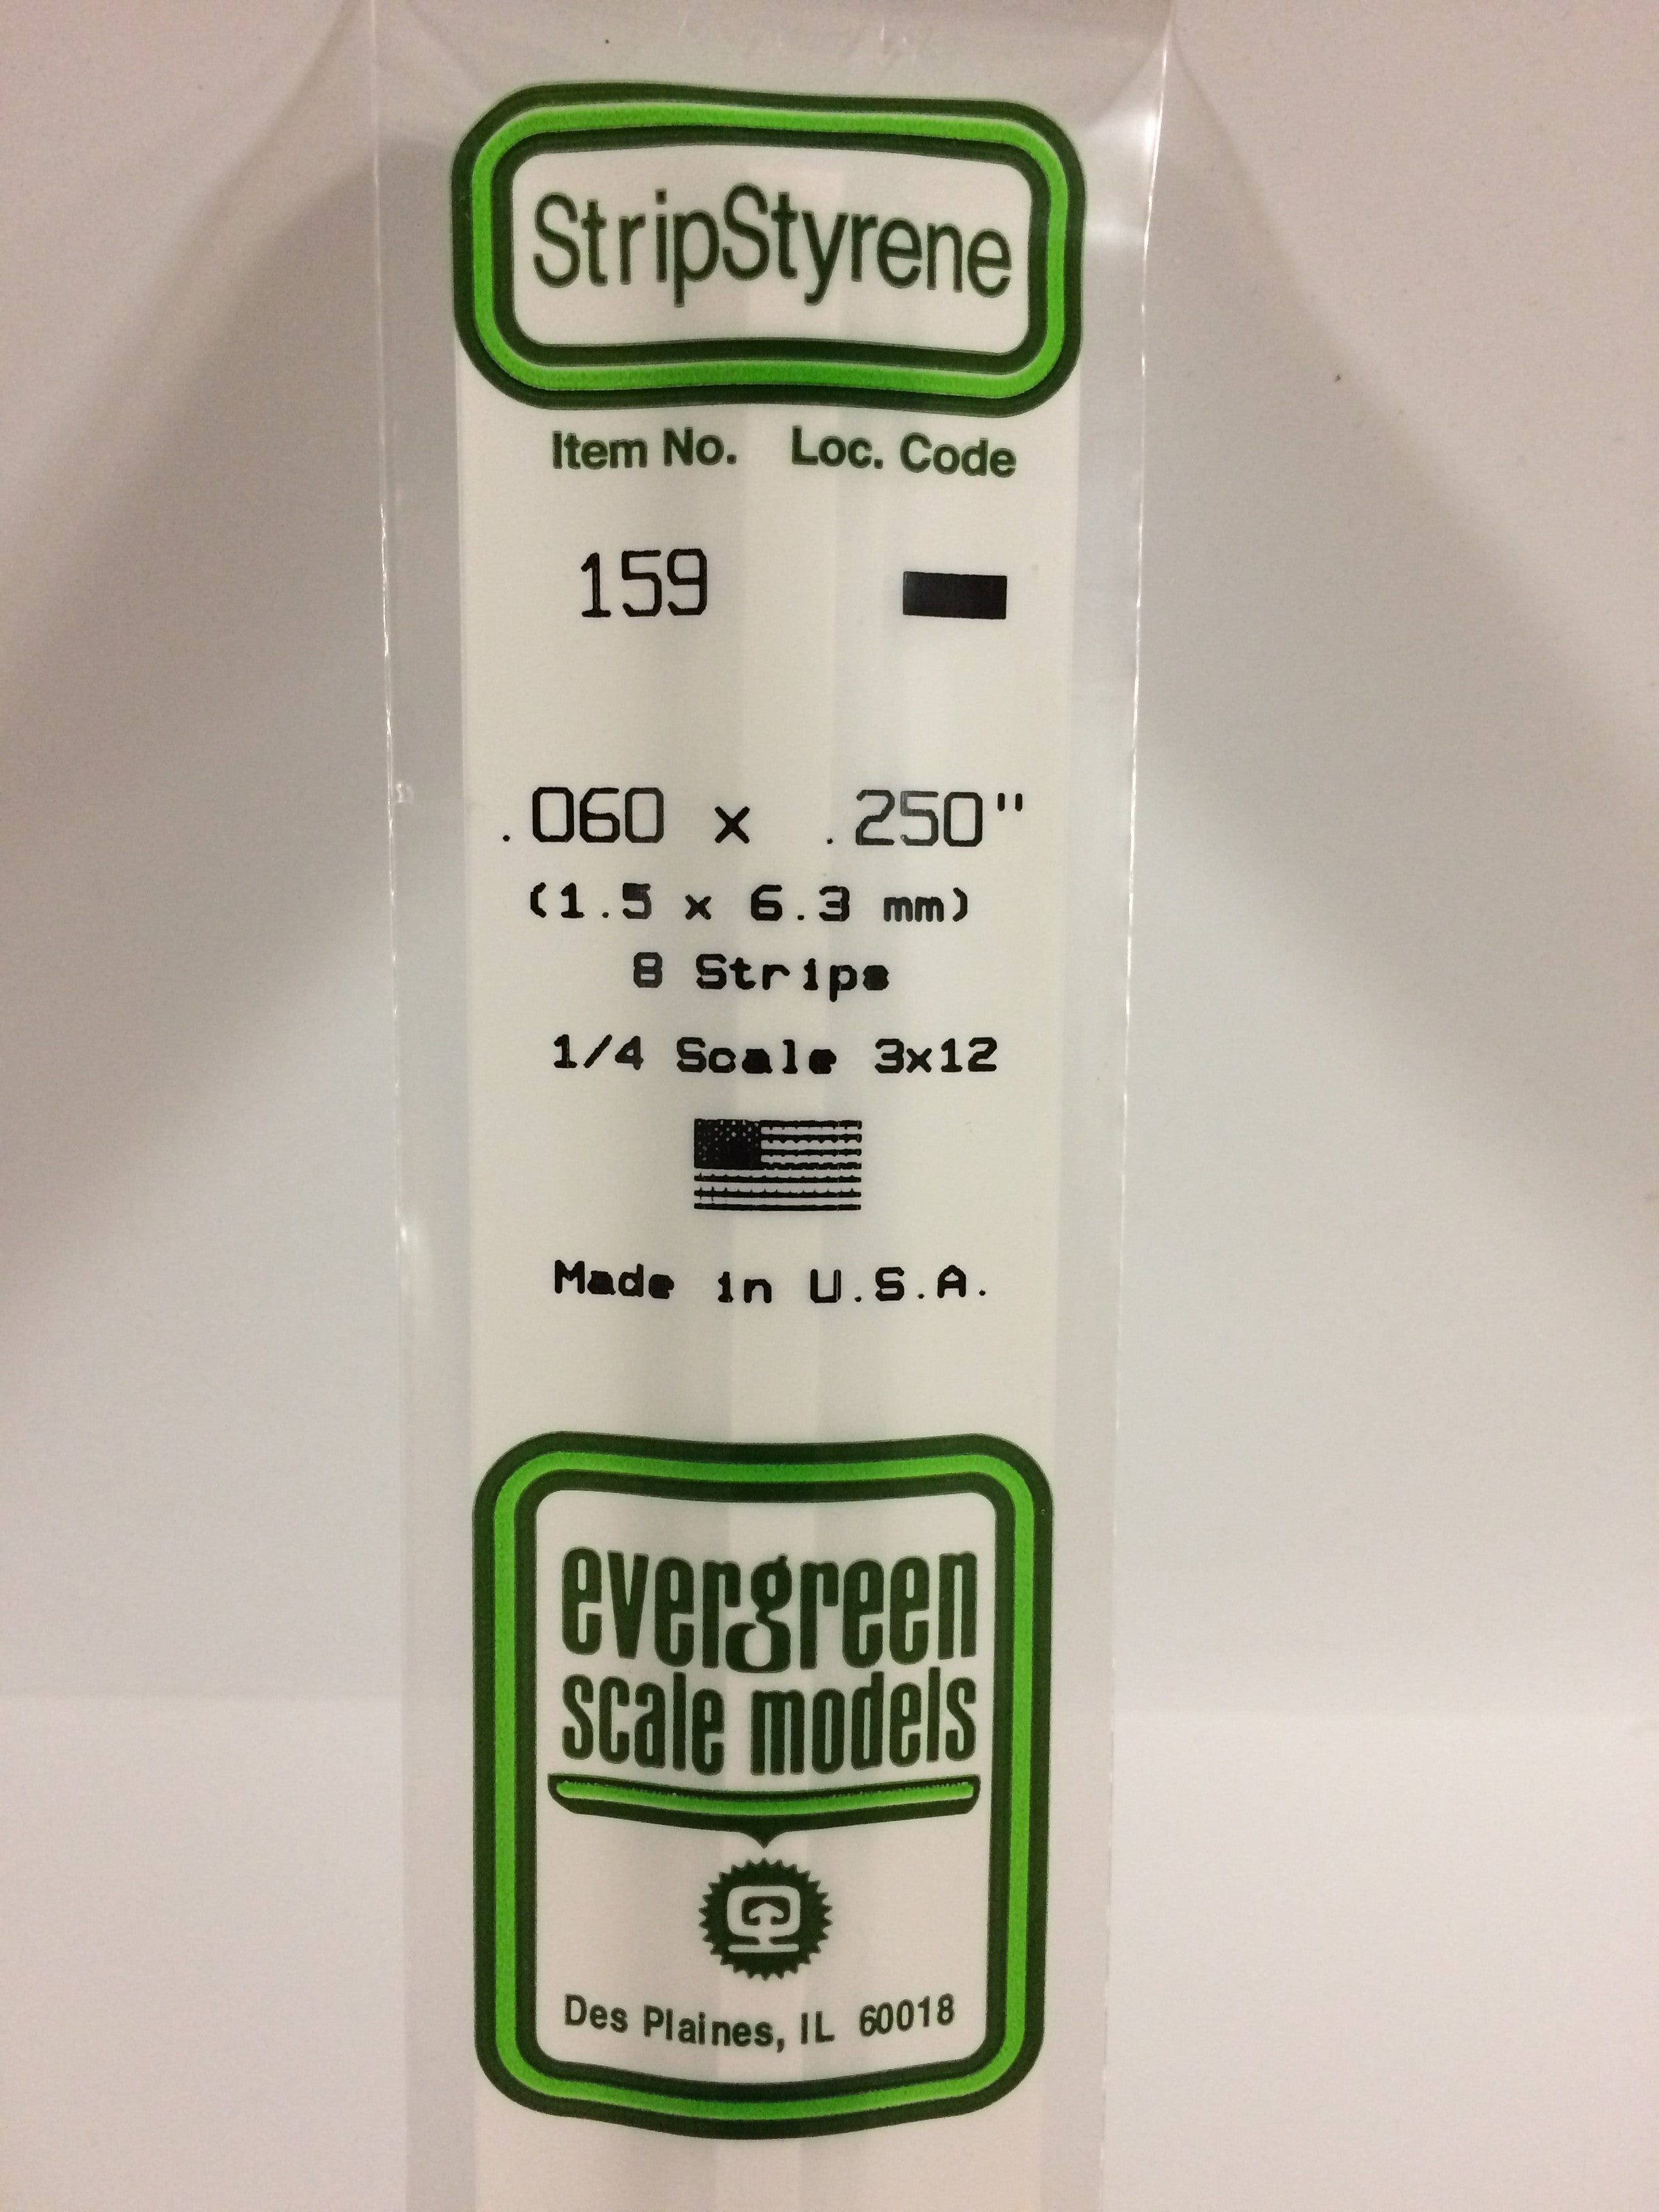 StripStyrene
Item No. Loc. Code
159
.060 x .250"
(1.5 x 6.3 mm)
8 Strips
1/4 Scale 3x12
Made in U.S.A.
evergreen
scale models
Des Plaines, IL 60018